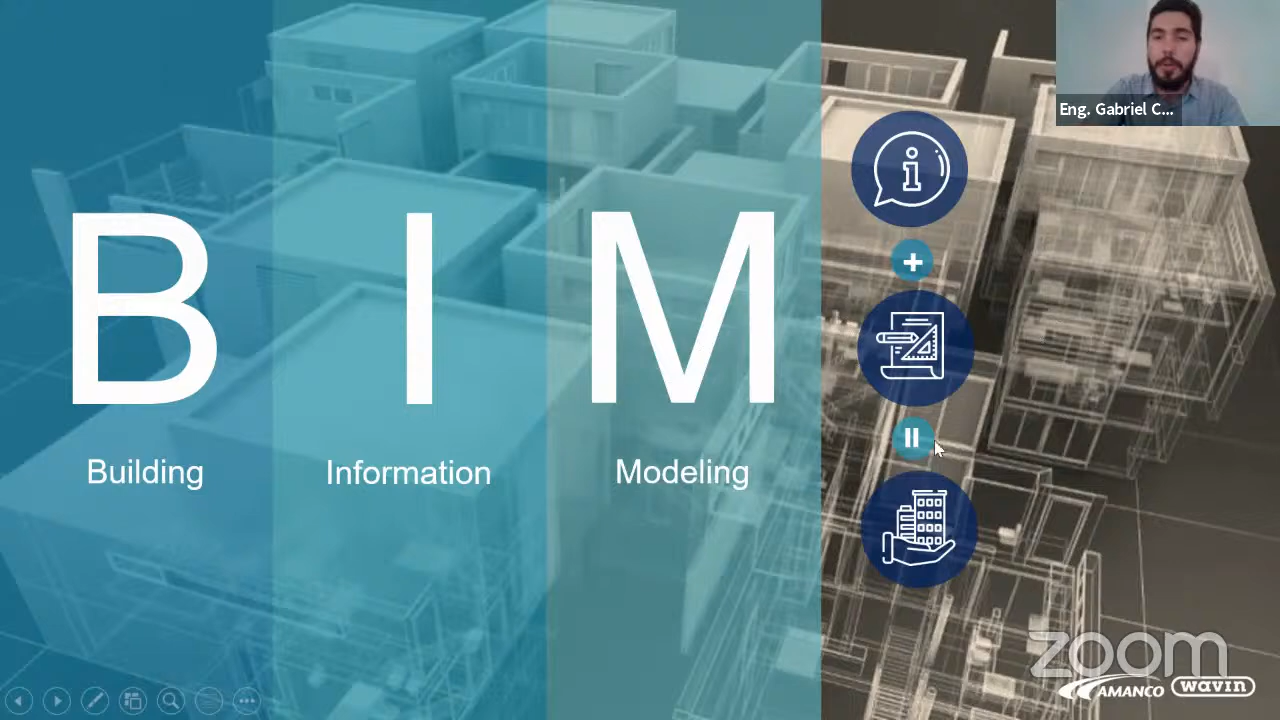 Eng. Gabriel C...
B I M
Building Information Modeling
zoom
AMANCO wavin